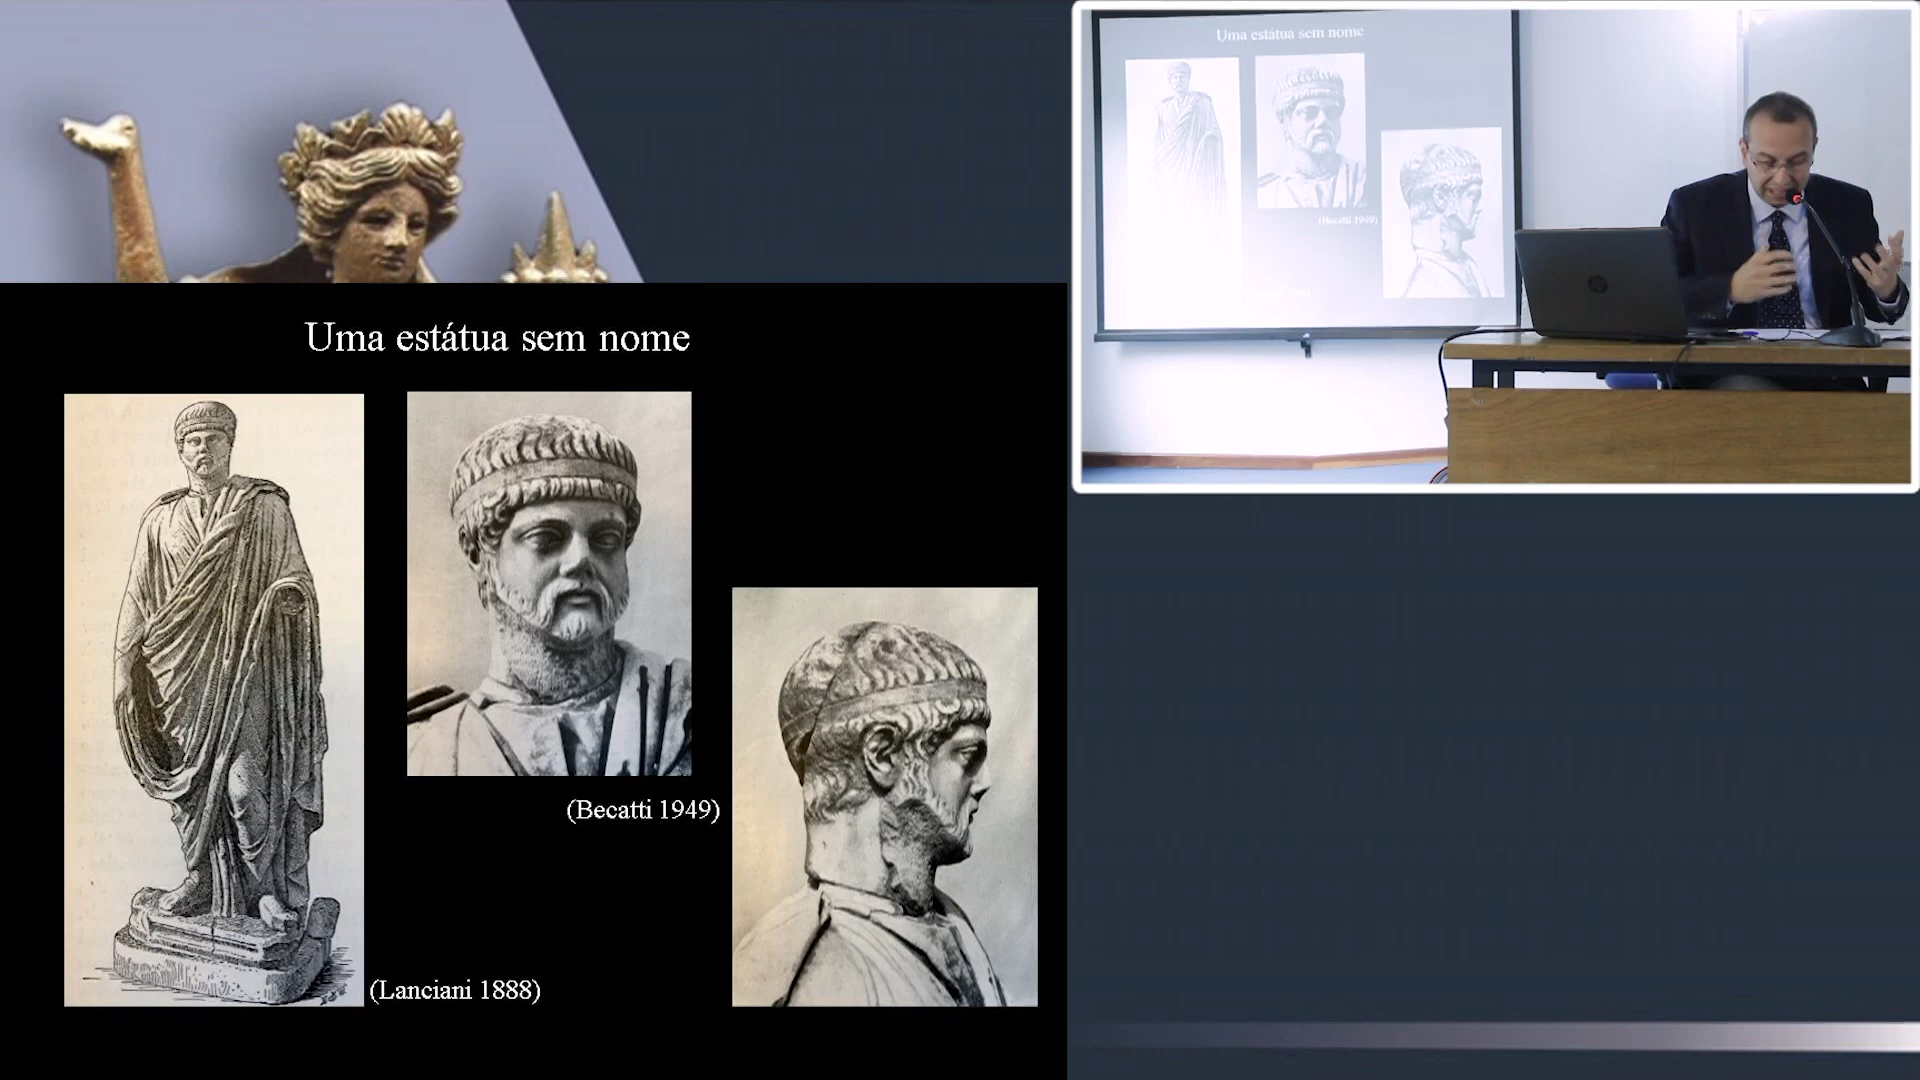 Uma estátua sem nome
(Becatti 1949)
(Lanciani 1888)
Uma estátua sem nome
(Becatti 1949)